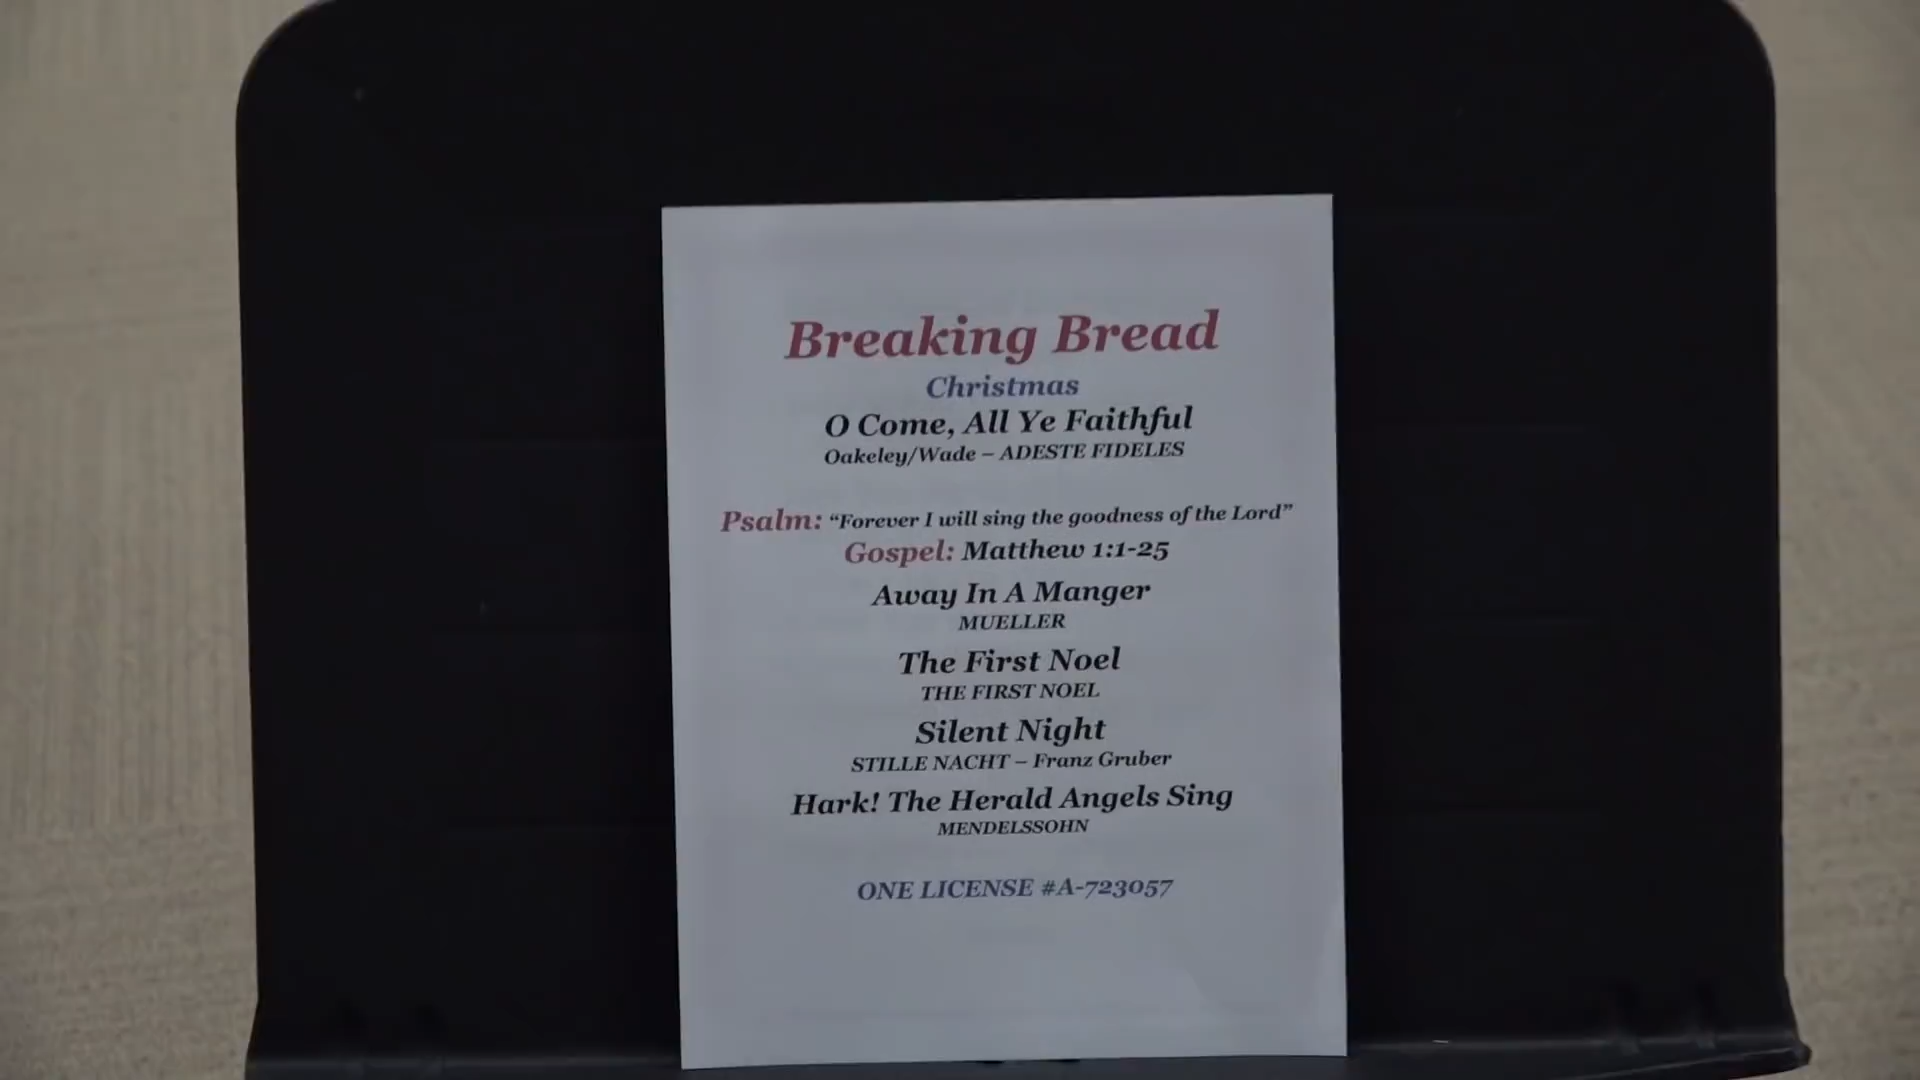 Breaking Bread
Christmas
O Come, All Ye Faithful
Oakeley/Wade – ADESTE FIDELES
Psalm: “Forever I will sing the goodness of the Lord”
Gospel: Matthew 1:1-25
Away In A Manger
MUELLER
The First Noel
THE FIRST NOEL
Silent Night
STILLE NACHT – Franz Gruber
Hark! The Herald Angels Sing
MENDELSSOHN
ONE LICENSE #A-723057